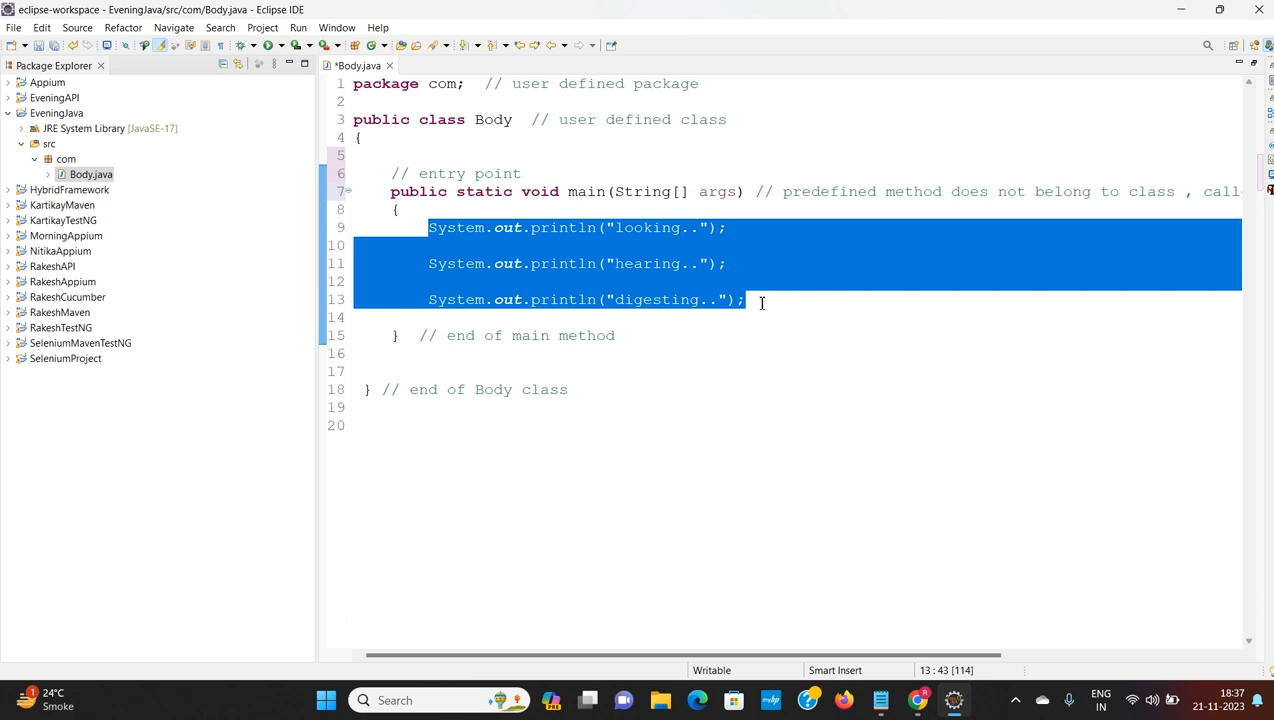 eclipse-workspace - EveningJava/src/com/Body.java - Eclipse IDE
File Edit Source Refactor Navigate Search Project Run Window Help
Package Explorer
*Body.java
Appium
EveningAPI
EveningJava
JRE System Library [JavaSE-17]
src
com
Body.java
HybridFramework
KartikayMaven
KartikayTestNG
MorningAppium
NitikaAppium
RakeshAPI
RakeshAppium
RakeshCucumber
RakeshMaven
RakeshTestNG
SeleniumMavenTestNG
SeleniumProject
1 package com; // user defined package
2
3 public class Body // user defined class
4 {
5
6 // entry point
7 public static void main(String[] args) // predefined method does not belong to class , call
8 {
9 System.out.println("looking..");
10
11 System.out.println("hearing..");
12
13 System.out.println("digesting..");
14
15 } // end of main method
16
17
18 } // end of Body class
19
20
Writable Smart Insert 13 : 43 [114]
1
24°C
Smoke
Search
PRE
ENG
IN
18:37
21-11-2023